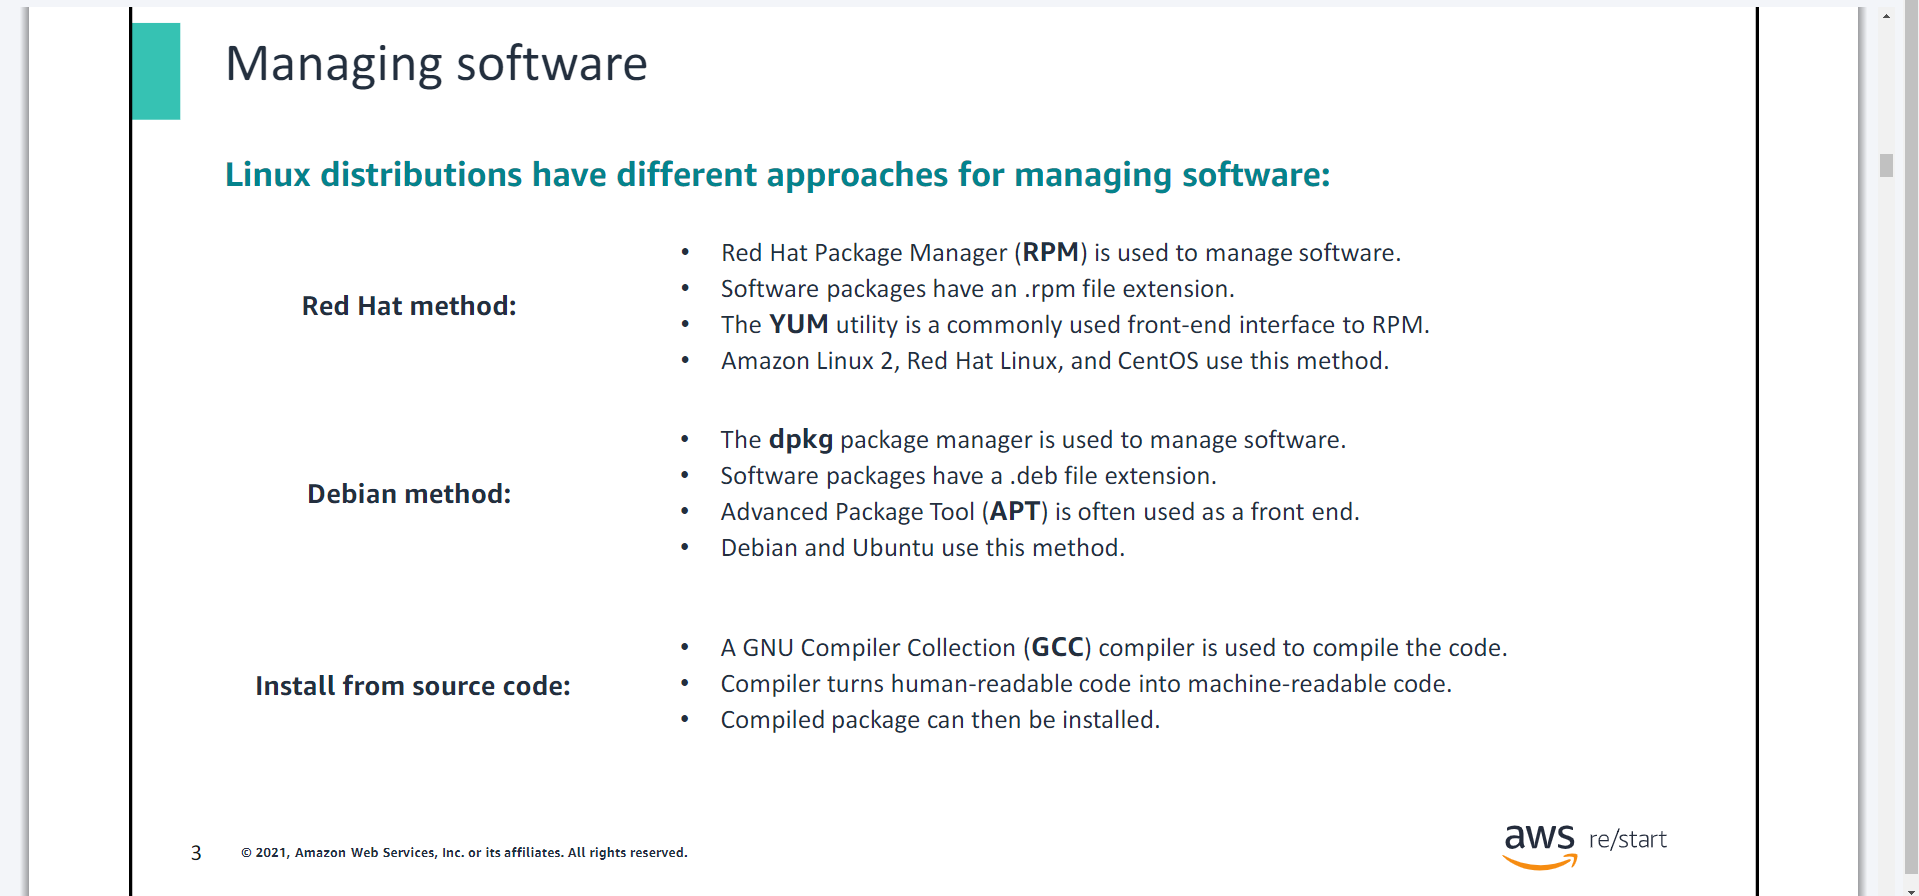 Managing software
Linux distributions have different approaches for managing software:
Red Hat method:
• Red Hat Package Manager (RPM) is used to manage software.
• Software packages have an .rpm file extension.
• The YUM utility is a commonly used front-end interface to RPM.
• Amazon Linux 2, Red Hat Linux, and CentOS use this method.
Debian method:
• The dpkg package manager is used to manage software.
• Software packages have a .deb file extension.
• Advanced Package Tool (APT) is often used as a front end.
• Debian and Ubuntu use this method.
Install from source code:
• A GNU Compiler Collection (GCC) compiler is used to compile the code.
• Compiler turns human-readable code into machine-readable code.
• Compiled package can then be installed.
3 © 2021, Amazon Web Services, Inc. or its affiliates. All rights reserved.
aws re/start